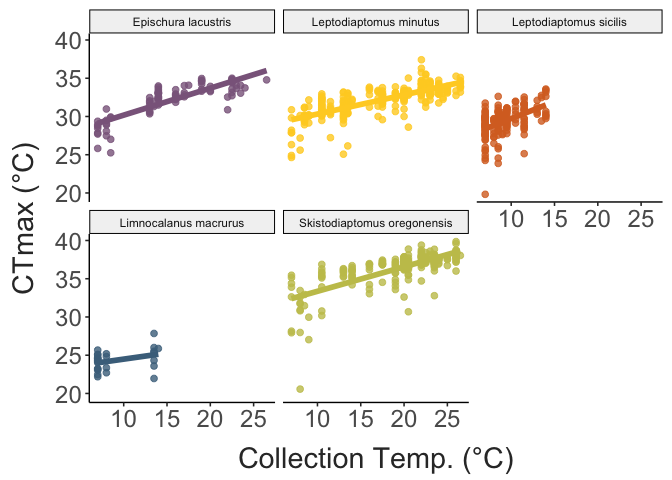 Epischura lacustris
Leptodiaptomus minutus
Leptodiaptomus sicilis
40
35
30
25
20
10 15 20 25
Limnocalanus macrurus
Skistodiaptomus oregonensis
40
35
30
25
20
10 15 20 25
10 15 20 25
CTmax (°C)
Collection Temp. (°C)